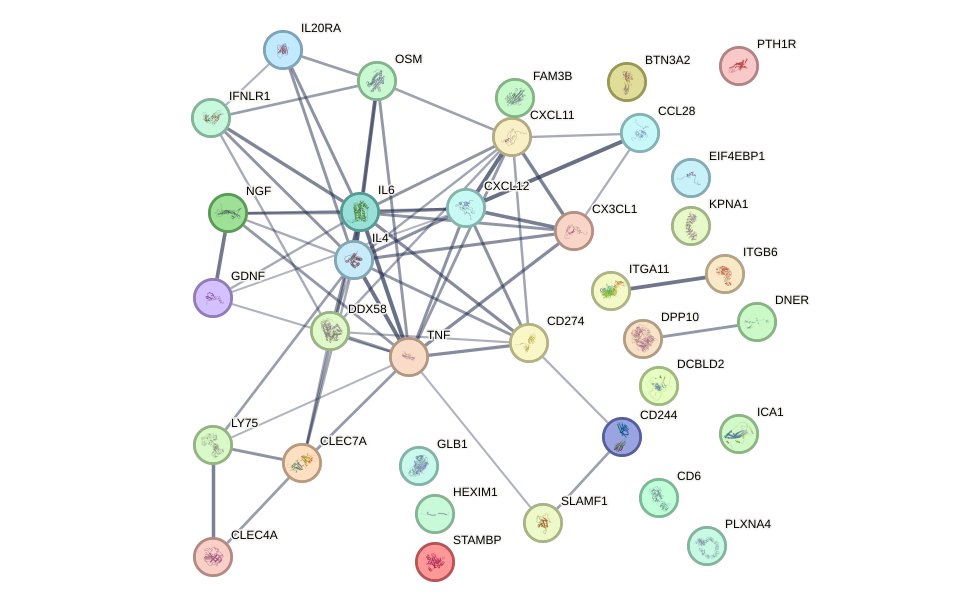 IL20RA
PTH1R
OSM
BTN3A2
FAM3B
IFNLR1
CXCL11
CCL28
EIF4EBP1
CXCL12
IL6
NGF
KPNA1
CX3CL1
IL4
ITGB6
ITGA11
GDNF
DNER
DDX58
DPP10
CD274
TNF
DCBLD2
ICA1
CD244
LY75
CLEC7A
GLB1
CD6
HEXIM1
SLAMF1
PLXNA4
CLEC4A
STAMBP